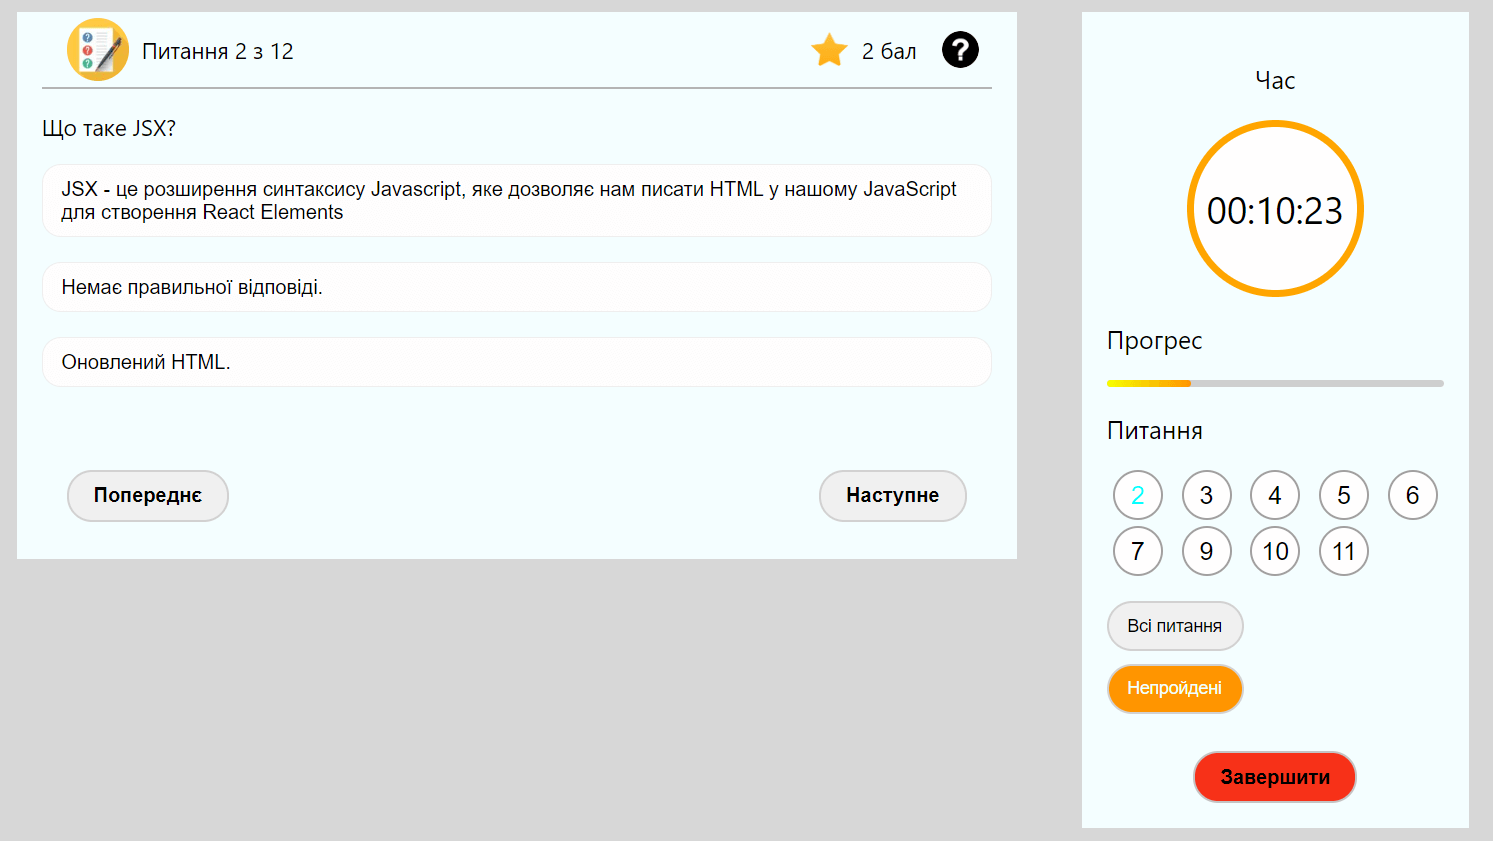 Питання 2 з 12
2 бал
?
Що таке JSX?
JSX - це розширення синтаксису Javascript, яке дозволяє нам писати HTML у нашому JavaScript
для створення React Elements
Немає правильної відповіді.
Оновлений HTML.
Попереднє
Наступне
Час
00:10:23
Прогрес
Питання
2 3 4 5 6
7 9 10 11
Всі питання
Непройдені
Завершити